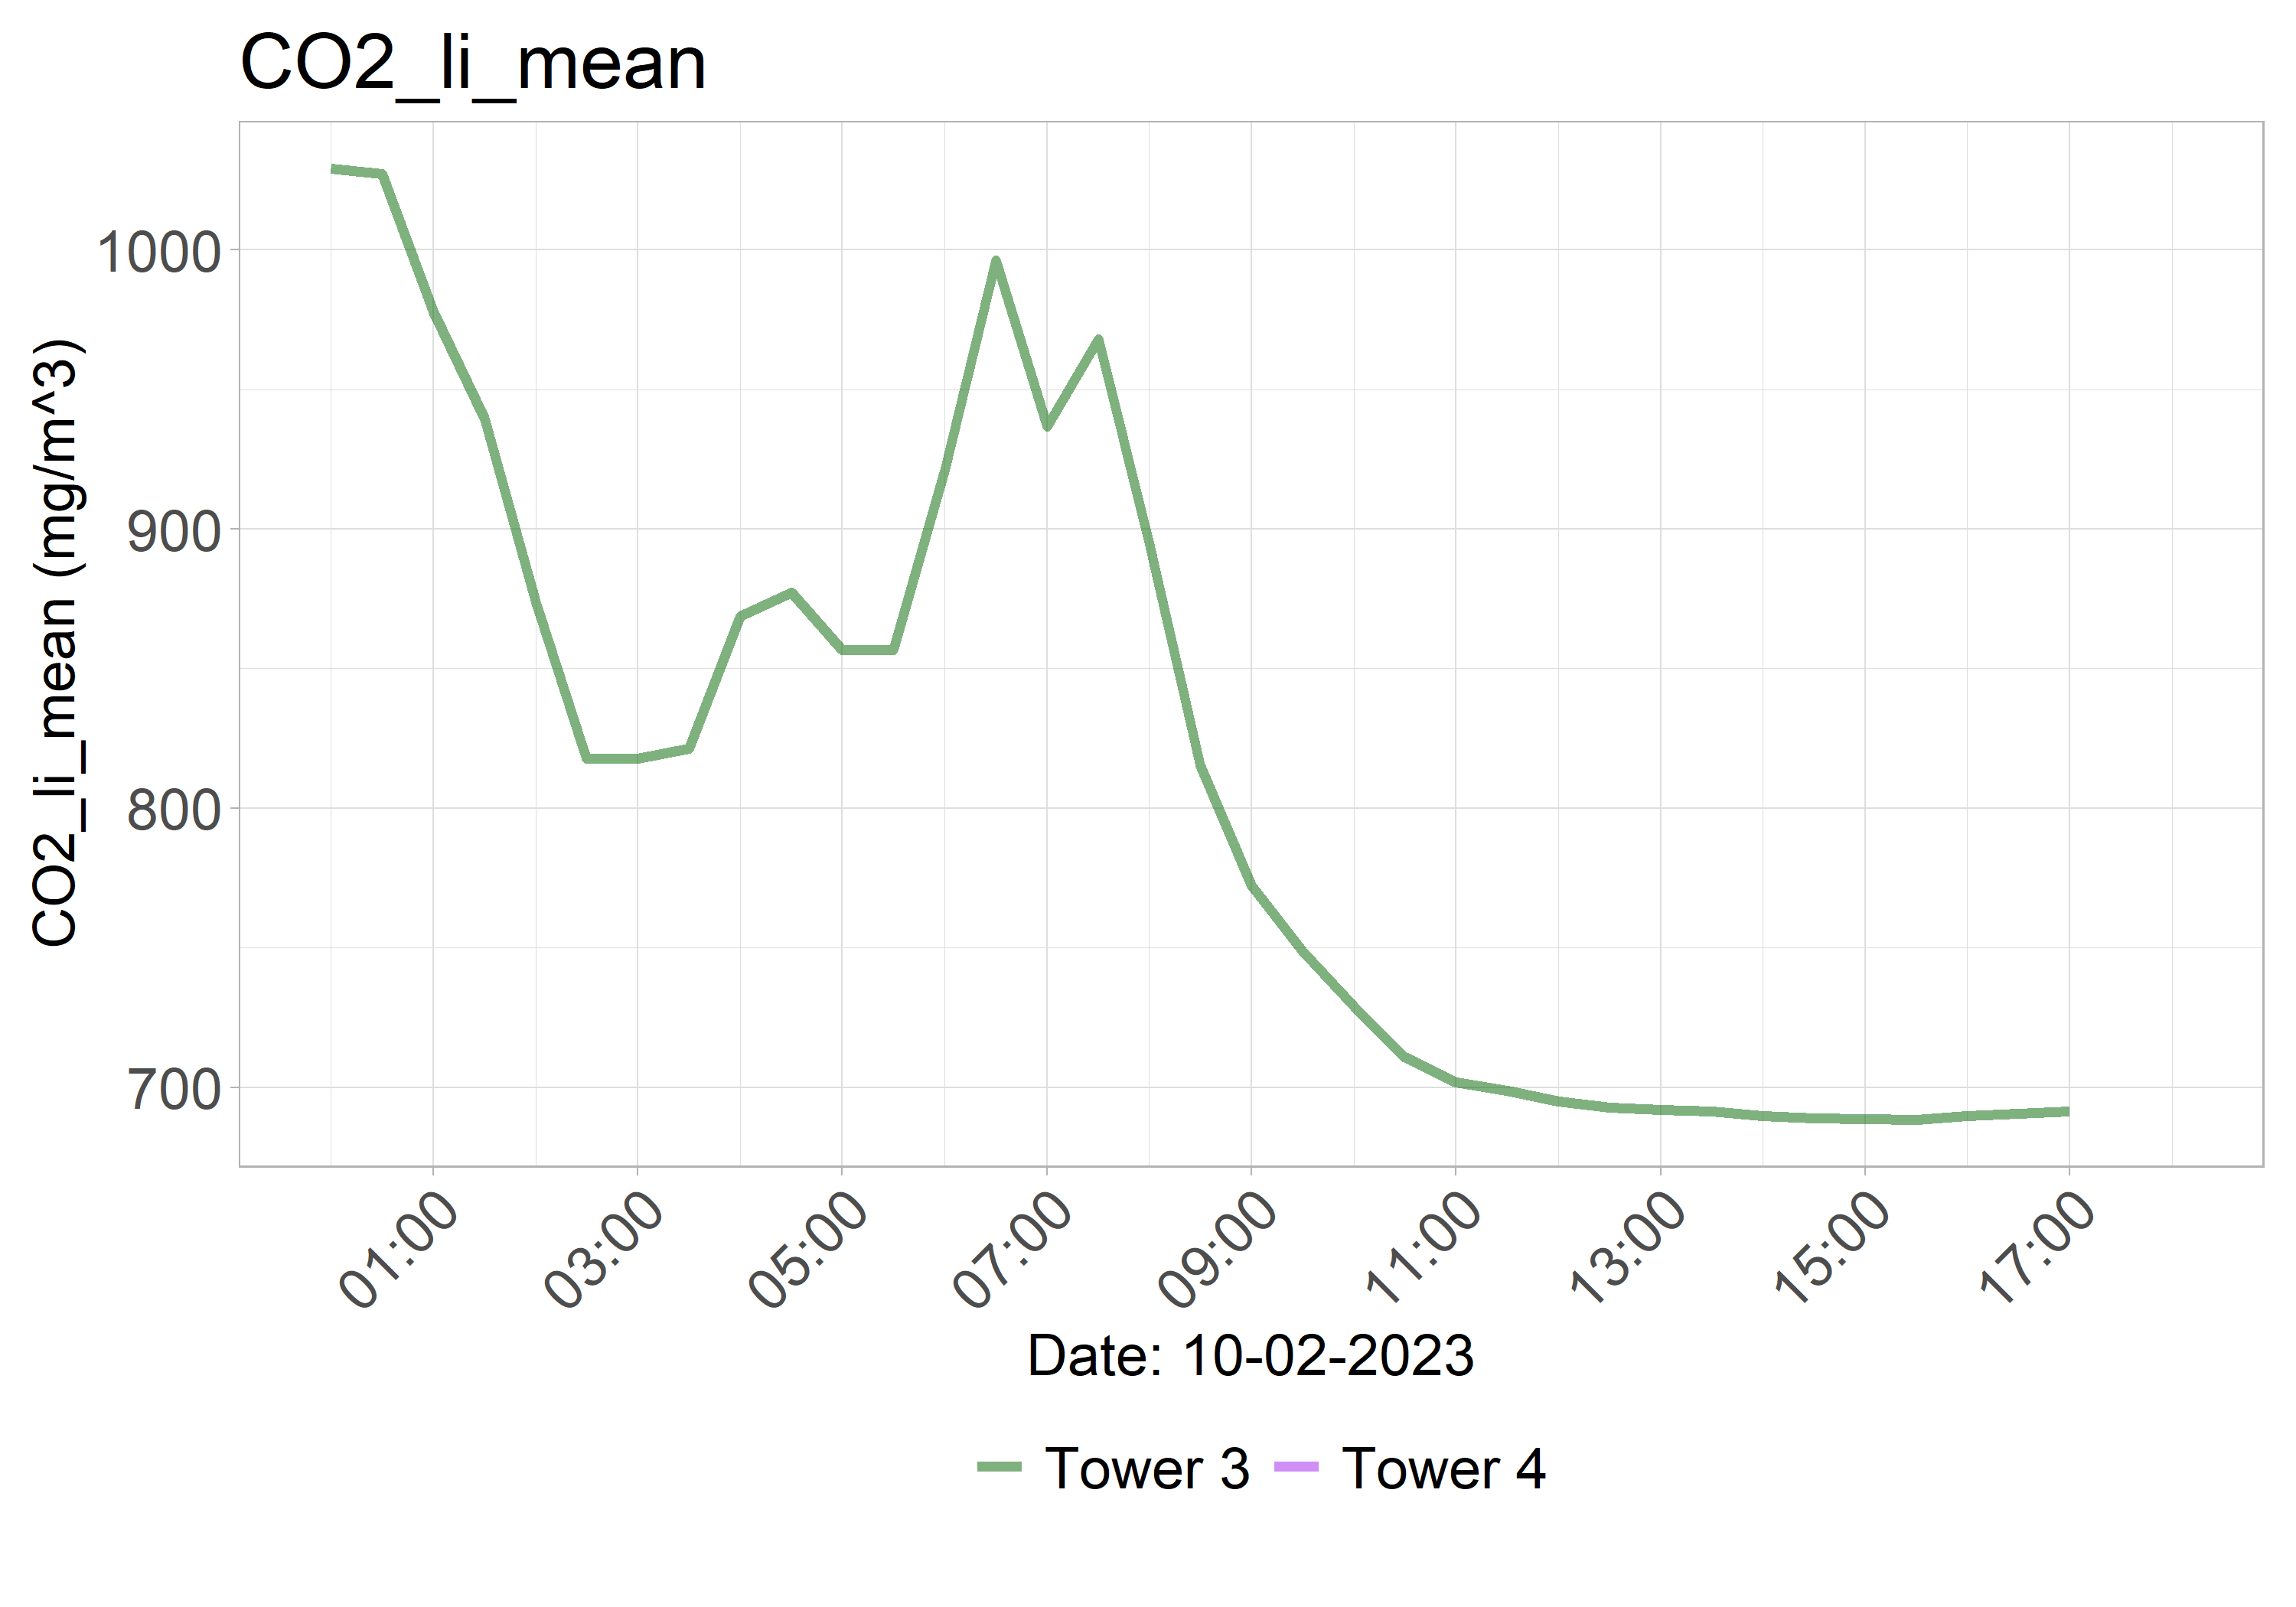 CO2_li_mean
CO2_li_mean (mg/m^3)
1000
900
800
700
01:00 03:00 05:00 07:00 09:00 11:00 13:00 15:00 17:00
Date: 10-02-2023
Tower 3 Tower 4